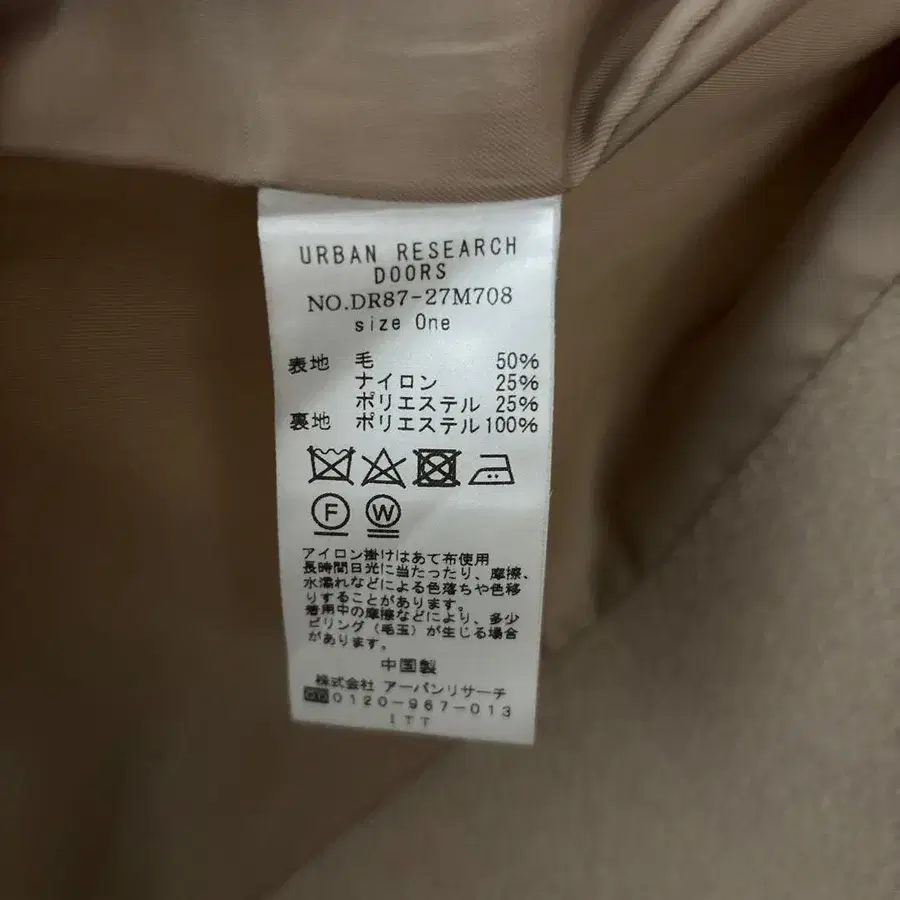 URBAN RESEARCH
DOORS
NO.DR87-27M708
size One
表地 毛 50%
ナイロン 25%
ポリエステル 25%
裏地 ポリエステル 100%
F W
アイロン掛けはあて布使用
長時間日光に当たったり、摩擦、
水濡れなどによる色落ちや色移
りすることがあります。
着用中の摩擦などにより、多少
ピリング(毛玉)が生じる場合
があります。
中国製
株式会社 アーバンリサーチ
0120-967-013
ITT